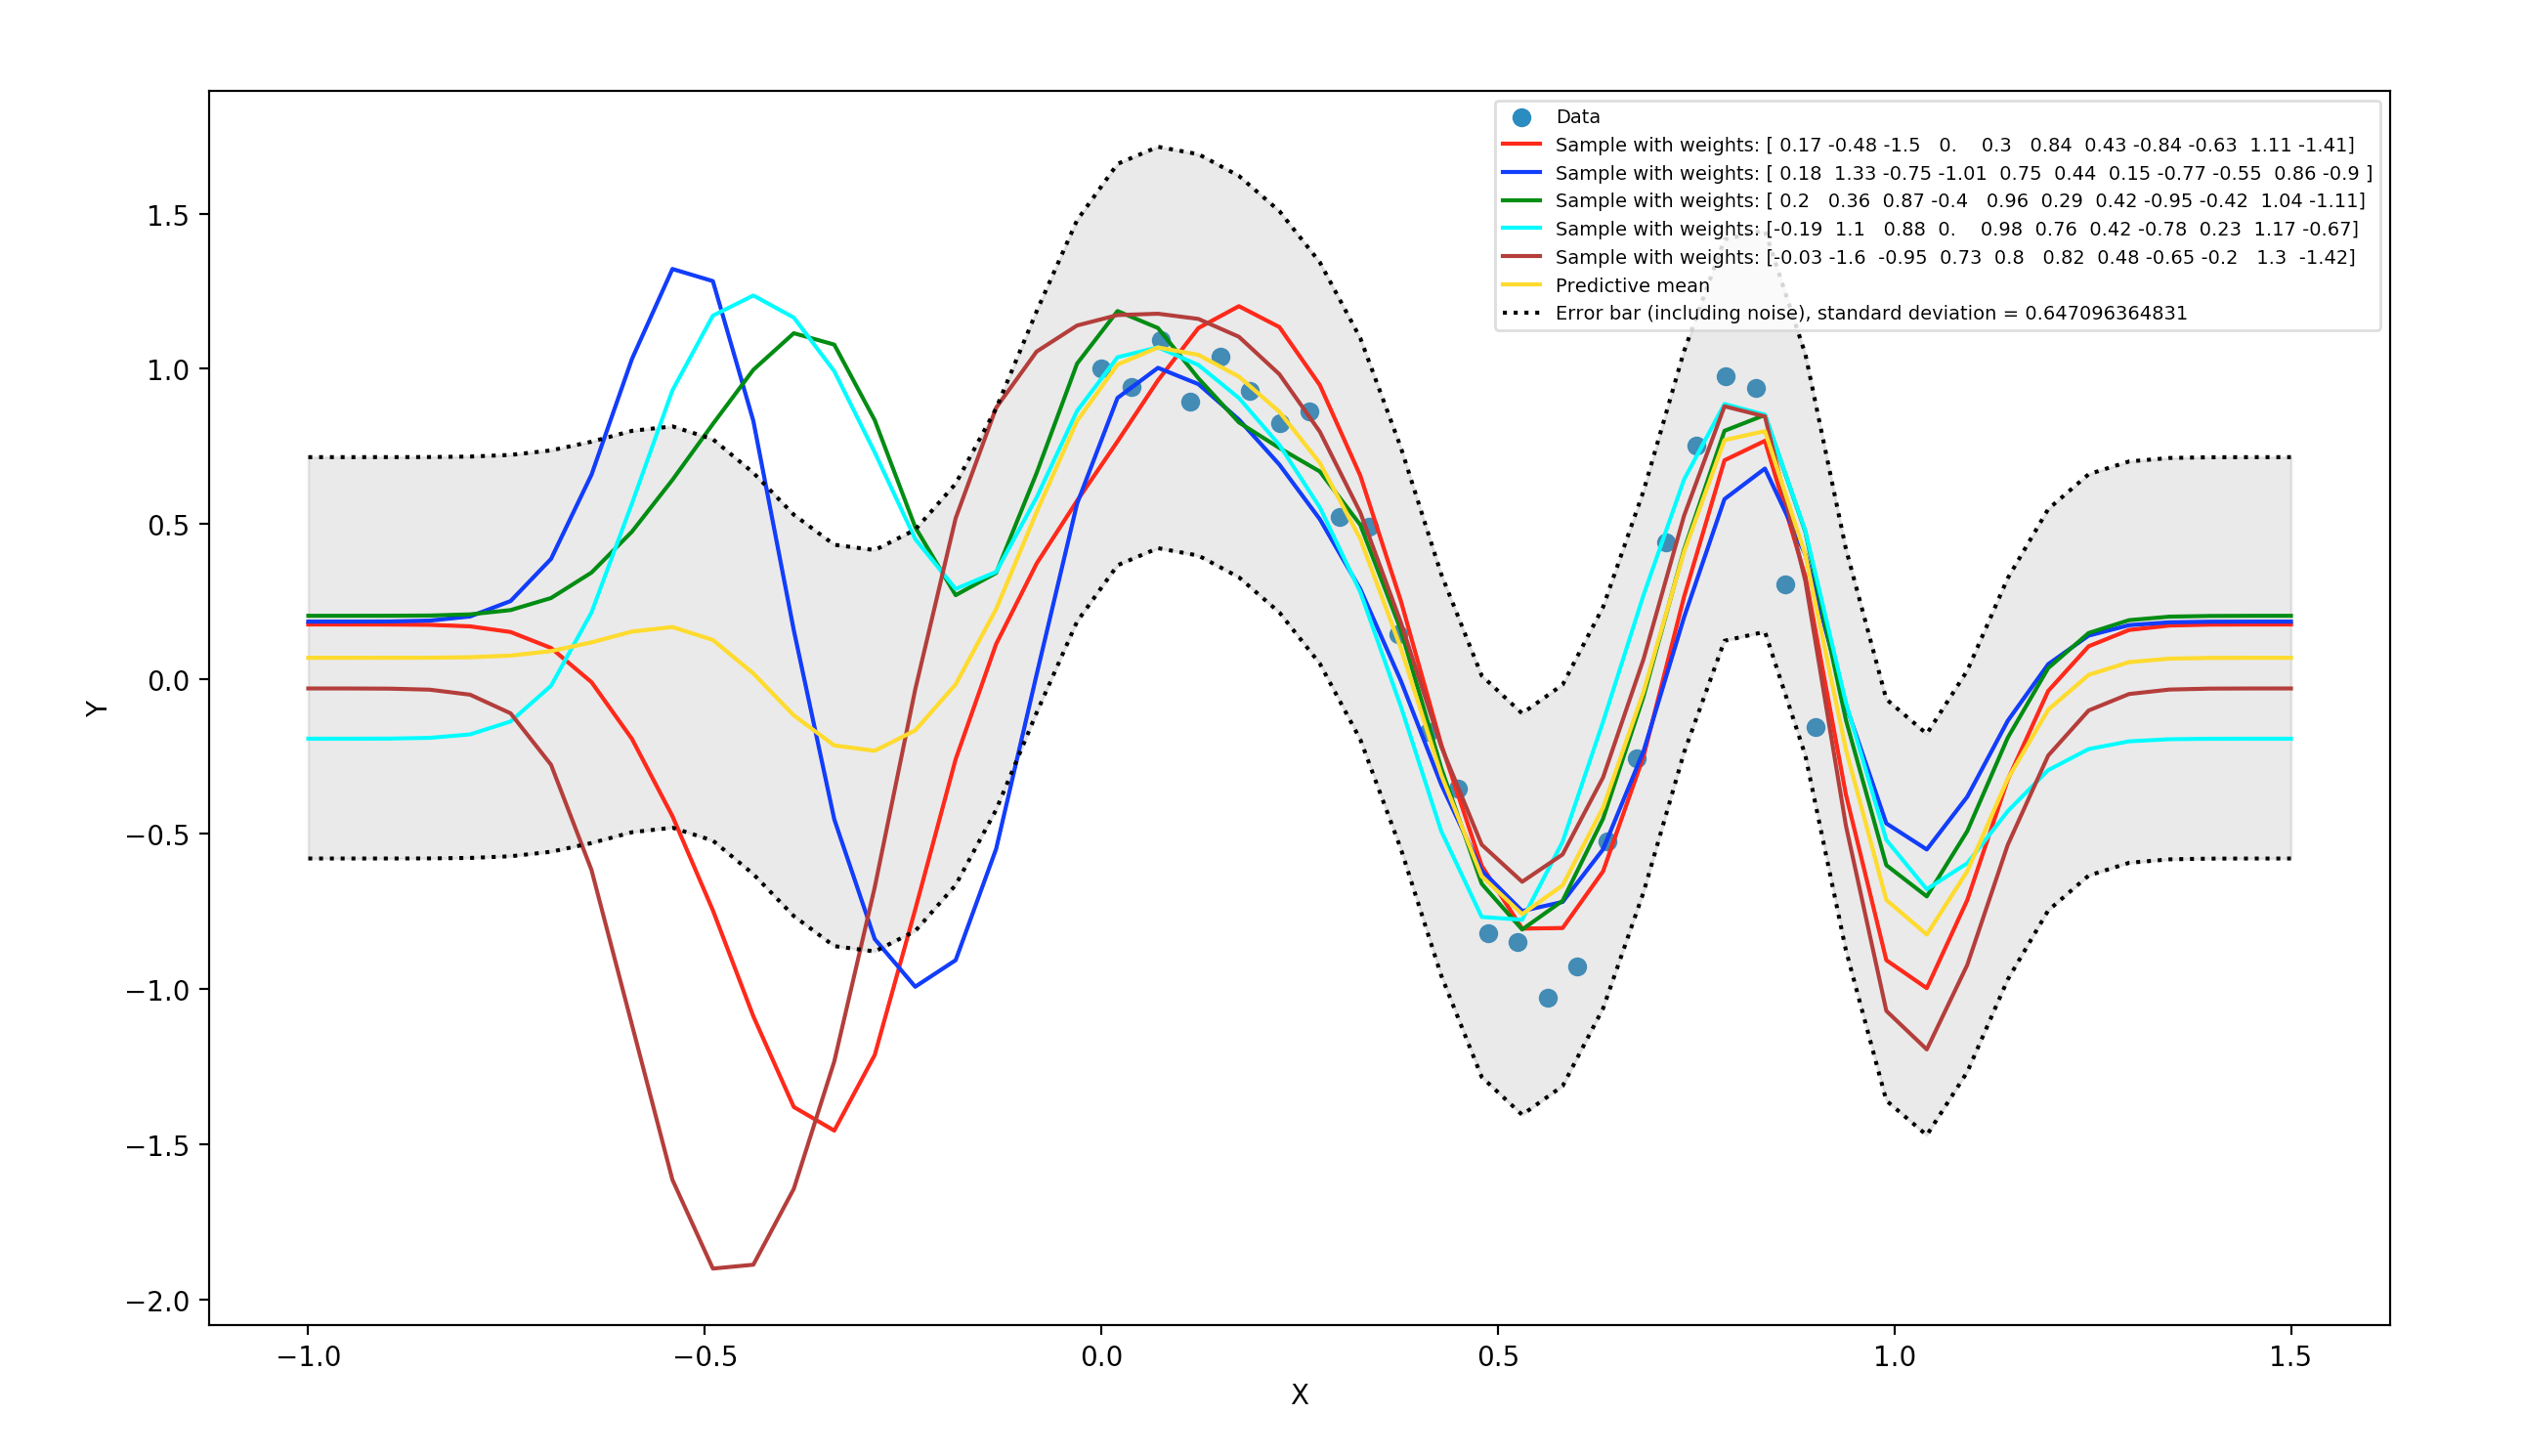 Data
Sample with weights: [ 0.17 -0.48 -1.5 0. 0.3 0.84 0.43 -0.84 -0.63 1.11 -1.41]
Sample with weights: [ 0.18 1.33 -0.75 -1.01 0.75 0.44 0.15 -0.77 -0.55 0.86 -0.9 ]
Sample with weights: [ 0.2 0.36 0.87 -0.4 0.96 0.29 0.42 -0.95 -0.42 1.04 -1.11]
Sample with weights: [-0.19 1.1 0.88 0. 0.98 0.76 0.42 -0.78 0.23 1.17 -0.67]
Sample with weights: [-0.03 -1.6 -0.95 0.73 0.8 0.82 0.48 -0.65 -0.2 1.3 -1.42]
Predictive mean
Error bar (including noise), standard deviation = 0.647096364831
1.5
1.0
0.5
0.0
−0.5
−1.0
−1.5
−2.0
Y
−1.0 −0.5 0.0 0.5 1.0 1.5
X